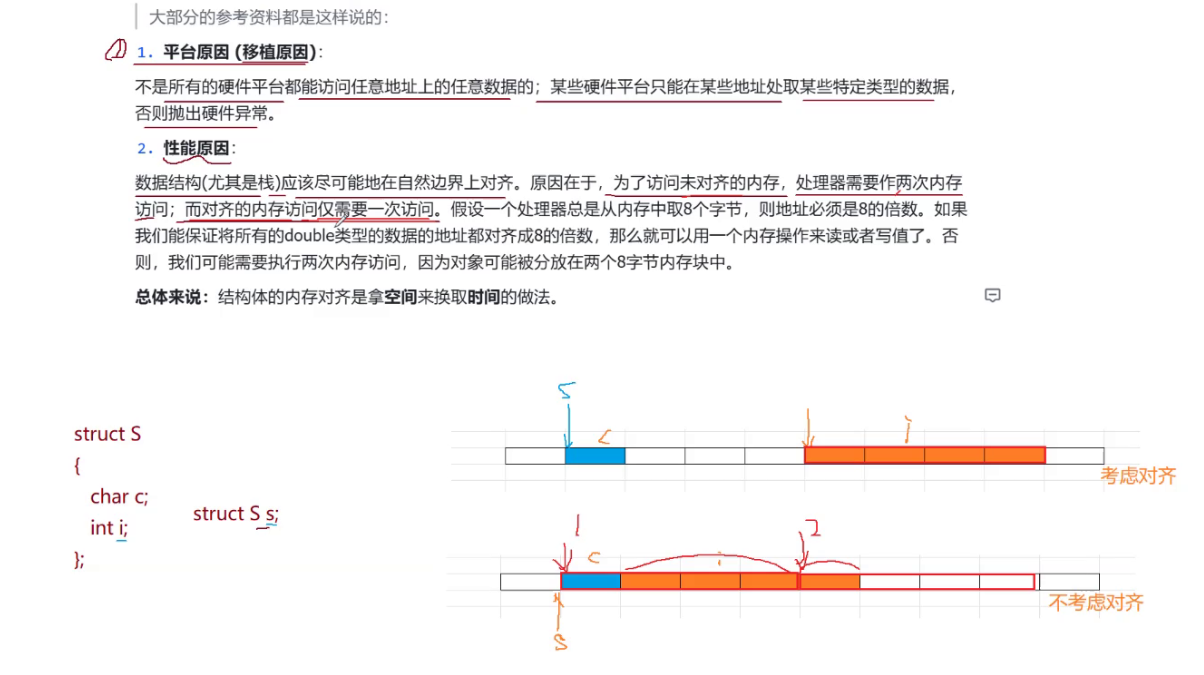 大部分的参考资料都是这样说的：
① 1. 平台原因 (移植原因)：
不是所有的硬件平台都能访问任意地址上的任意数据的；某些硬件平台只能在某些地址处取某些特定类型的数据，
否则抛出硬件异常。
2. 性能原因：
数据结构(尤其是栈)应该尽可能地在自然边界上对齐。原因在于，为了访问未对齐的内存，处理器需要作两次内存
访问；而对齐的内存访问仅需要一次访问。假设一个处理器总是从内存中取8个字节，则地址必须是8的倍数。如果
我们能保证将所有的double类型的数据的地址都对齐成8的倍数，那么就可以用一个内存操作来读或者写值了。否
则，我们可能需要执行两次内存访问，因为对象可能被分放在两个8字节内存块中。
总体来说：结构体的内存对齐是拿空间来换取时间的做法。
s
c i
考虑对齐
struct S
{
char c;
int i;
};
struct S s;
1 2
c i
不考虑对齐
s